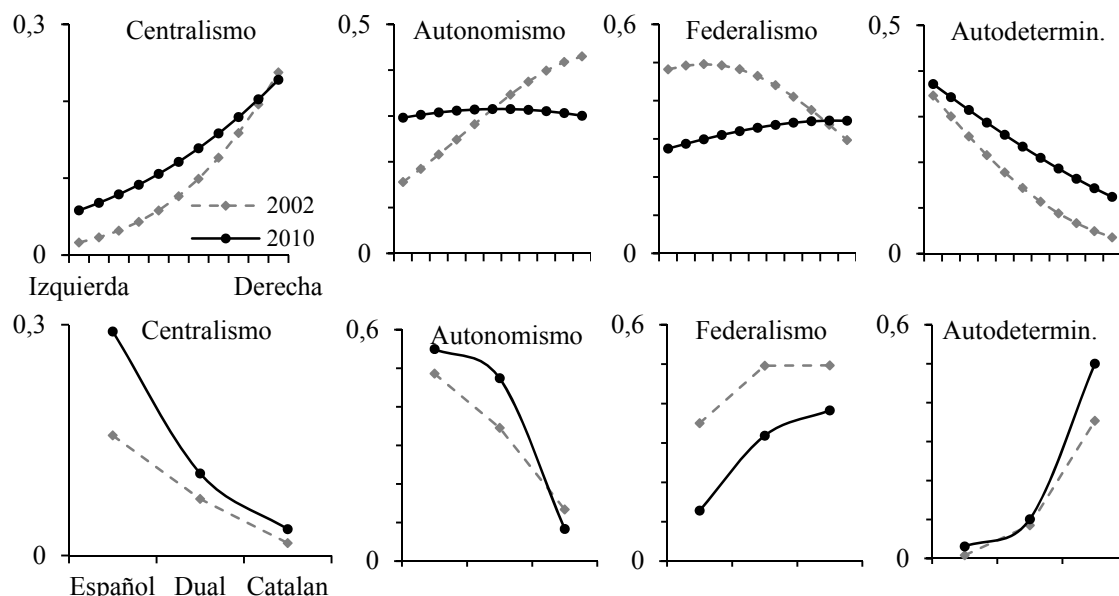 0,3
Centralismo
0,5
Autonomismo
0,6
Federalismo
0,5
Autodetermin.
2002
2010
0
0
0
0
Izquierda
Derecha
0,3
Centralismo
0,6
Autonomismo
0,6
Federalismo
0,6
Autodetermin.
0
0
0
0
Español Dual Catalan